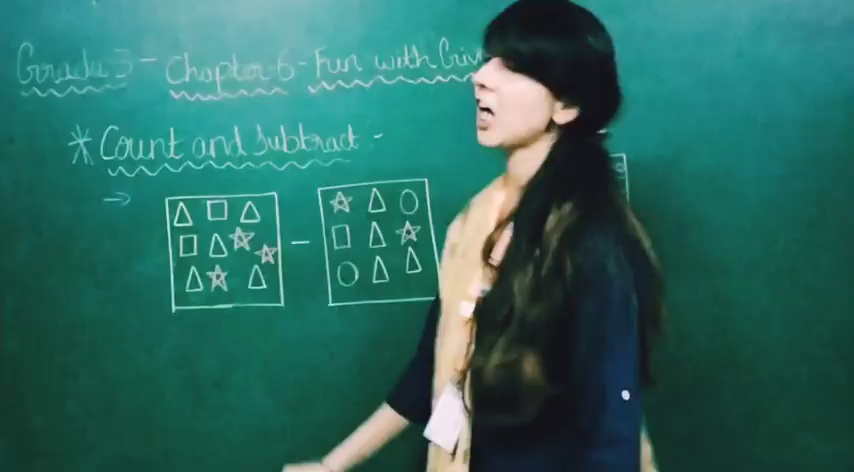 Grade 3 - Chapter-6 - Fun with
* Count and Subtract :-